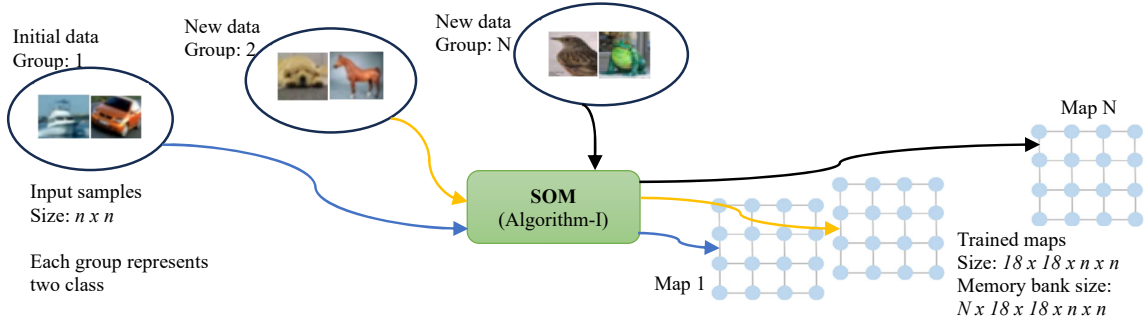 Initial data
Group: 1
New data
Group: 2
New data
Group: N
Map N
Input samples
Size: n x n
SOM
(Algorithm-I)
Each group represents
two class
Map 1
Trained maps
Size: 18 x 18 x n x n
Memory bank size:
N x 18 x 18 x n x n